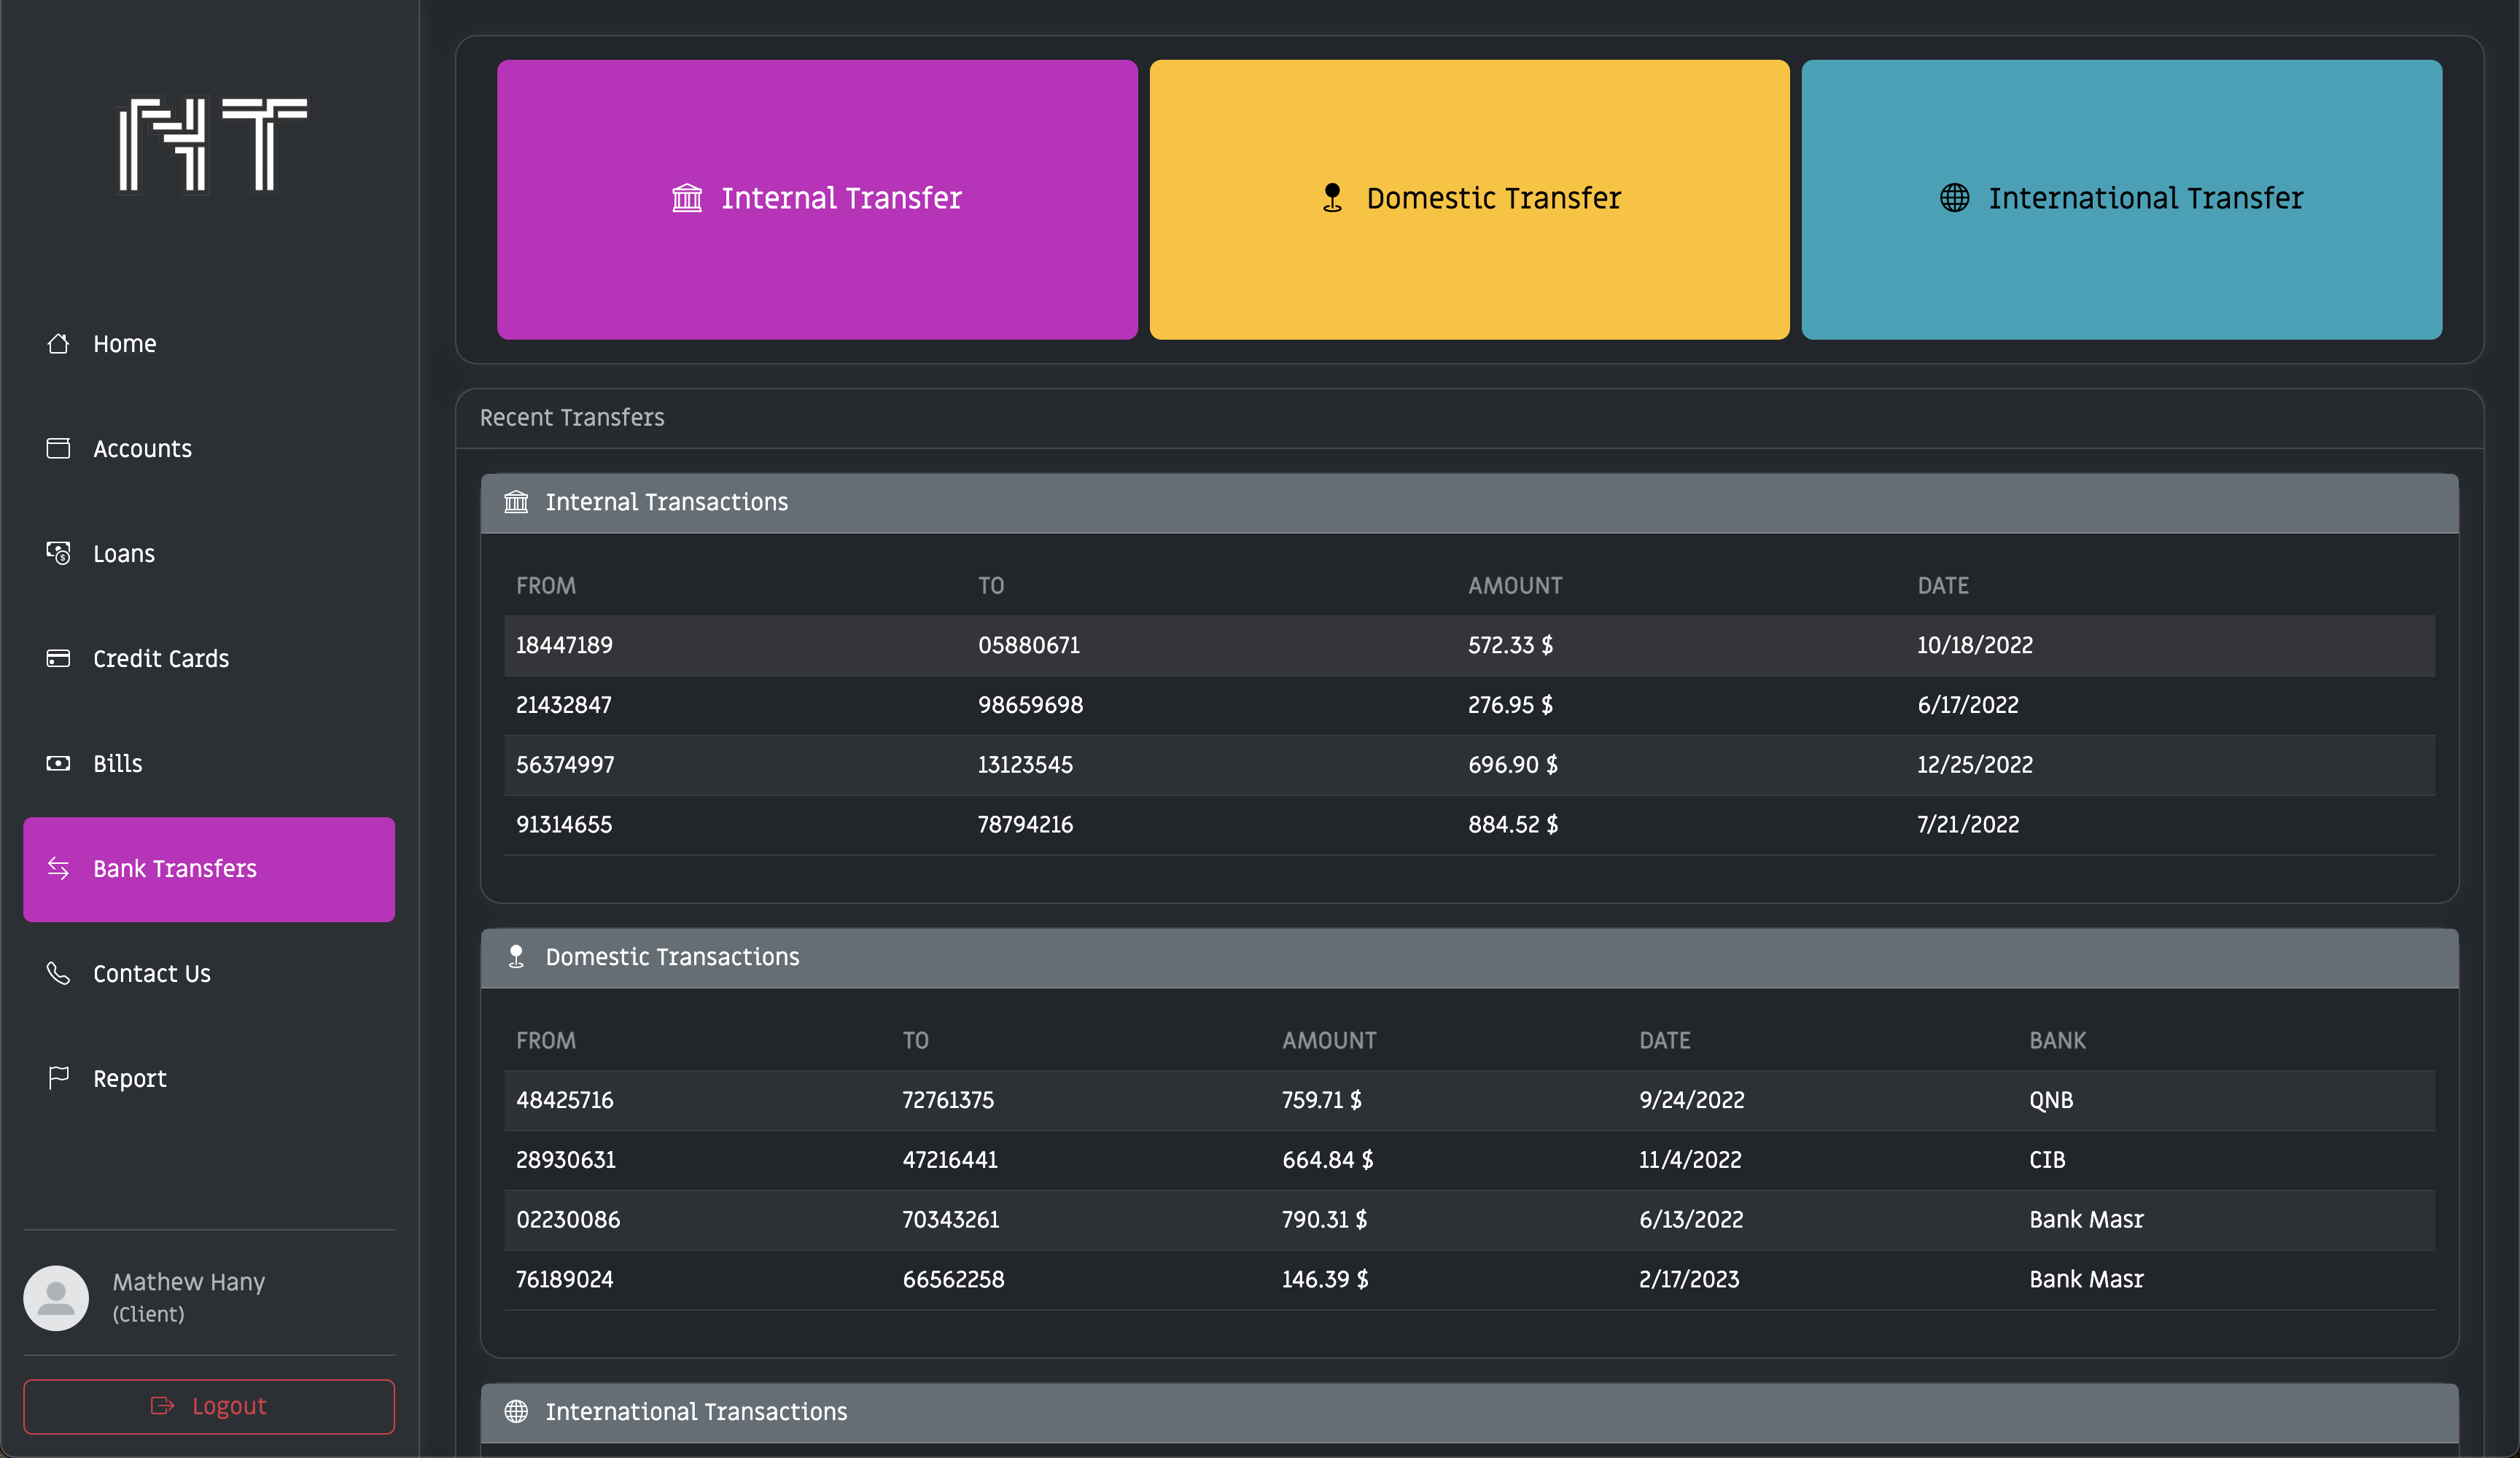 NT
Home
Accounts
Loans
Credit Cards
Bills
Bank Transfers
Contact Us
Report
Mathew Hany
(Client)
Logout
Internal Transfer
Domestic Transfer
International Transfer
Recent Transfers
Internal Transactions
FROM TO AMOUNT DATE
18447189 05880671 572.33 $ 10/18/2022
21432847 98659698 276.95 $ 6/17/2022
56374997 13123545 696.90 $ 12/25/2022
91314655 78794216 884.52 $ 7/21/2022
Domestic Transactions
FROM TO AMOUNT DATE BANK
48425716 72761375 759.71 $ 9/24/2022 QNB
28930631 47216441 664.84 $ 11/4/2022 CIB
02230086 70343261 790.31 $ 6/13/2022 Bank Masr
76189024 66562258 146.39 $ 2/17/2023 Bank Masr
International Transactions